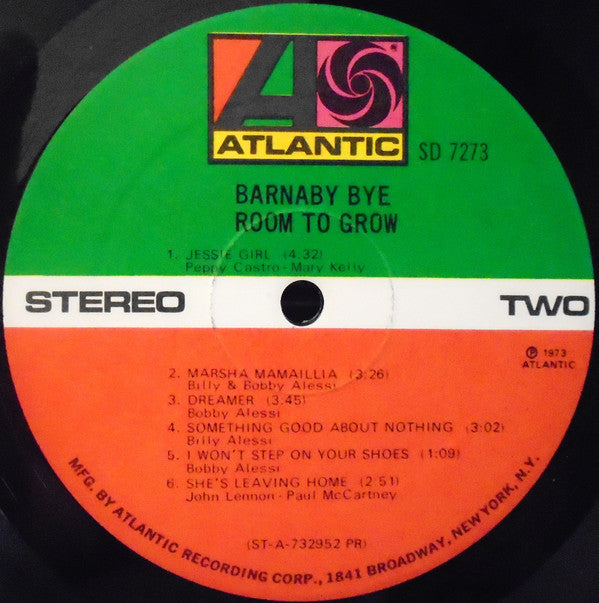 ATLANTIC
SD 7273
BARNABY BYE
ROOM TO GROW
1. JESSIE GIRL (4:32)
Peppy Castro - Mary Kelly
STEREO
TWO
℗ 1973
ATLANTIC
2. MARSHA MAMAILLIA (3:26)
Billy & Bobby Alessi
3. DREAMER (3.45)
Bobby Alessi
4. SOMETHING GOOD ABOUT NOTHING (3:02)
Billy Alessi
5. I WON'T STEP ON YOUR SHOES (1:09)
Bobby Alessi
6. SHE'S LEAVING HOME (2 51)
John Lennon - Paul McCartney
(ST-A-732952 PR)
MFG. BY ATLANTIC RECORDING CORP., 1841 BROADWAY, NEW YORK, N.Y.